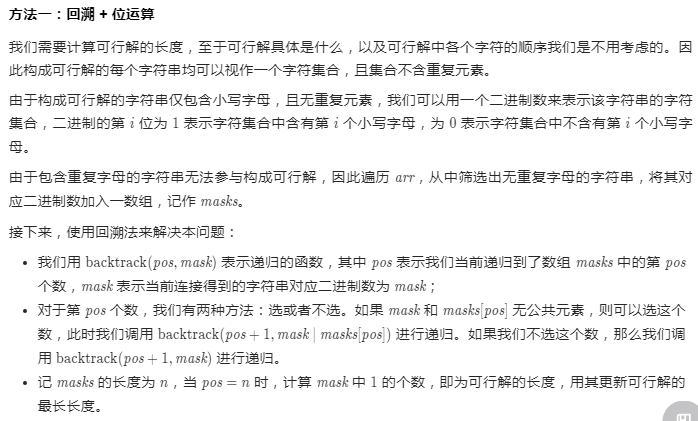 方法一：回溯 + 位运算
我们需要计算可行解的长度，至于可行解具体是什么，以及可行解中各个字符的顺序我们是不用考虑的。因
此构成可行解的每个字符串均可以视作一个字符集合，且集合不含重复元素。
由于构成可行解的字符串仅包含小写字母，且无重复元素，我们可以用一个二进制数来表示该字符串的字符
集合，二进制的第 i 位为 1 表示字符集合中含有第 i 个小写字母，为 0 表示字符集合中不含有第 i 个小写字
母。
由于包含重复字母的字符串无法参与构成可行解，因此遍历 arr，从中筛选出无重复字母的字符串，将其对
应二进制数加入一数组，记作 masks。
接下来，使用回溯法来解决本问题：
• 我们用 backtrack(pos, mask) 表示递归的函数，其中 pos 表示我们当前递归到了数组 masks 中的第 pos
个数，mask 表示当前连接得到的字符串对应二进制数为 mask；
• 对于第 pos 个数，我们有两种方法：选或者不选。如果 mask 和 masks[pos] 无公共元素，则可以选这个
数，此时我们调用 backtrack(pos + 1, mask | masks[pos]) 进行递归。如果我们不选这个数，那么我们调
用 backtrack(pos + 1, mask) 进行递归。
• 记 masks 的长度为 n，当 pos = n 时，计算 mask 中 1 的个数，即为可行解的长度，用其更新可行解的
最长长度。